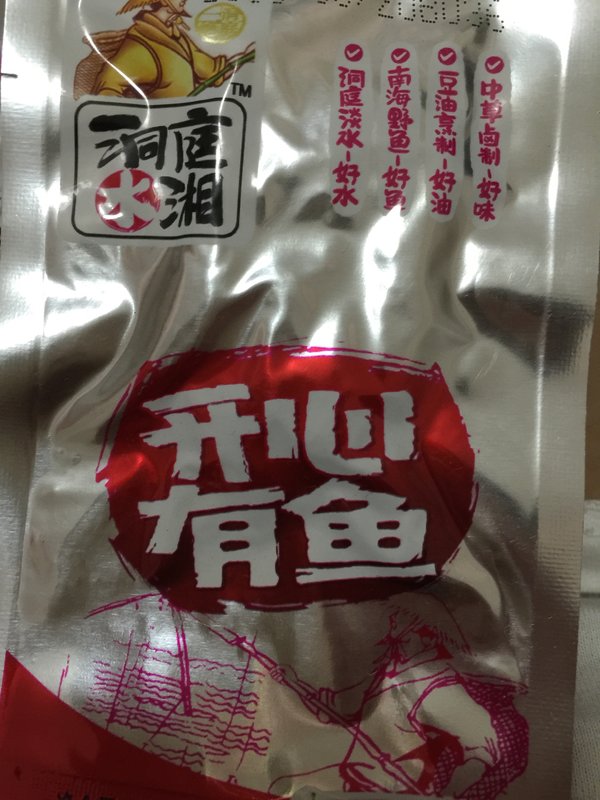 TM
洞庭
水湘
洞庭淡水-好水
南海野鱼-好鱼
豆油烹制-好油
中草卤制-好味
开心
有鱼